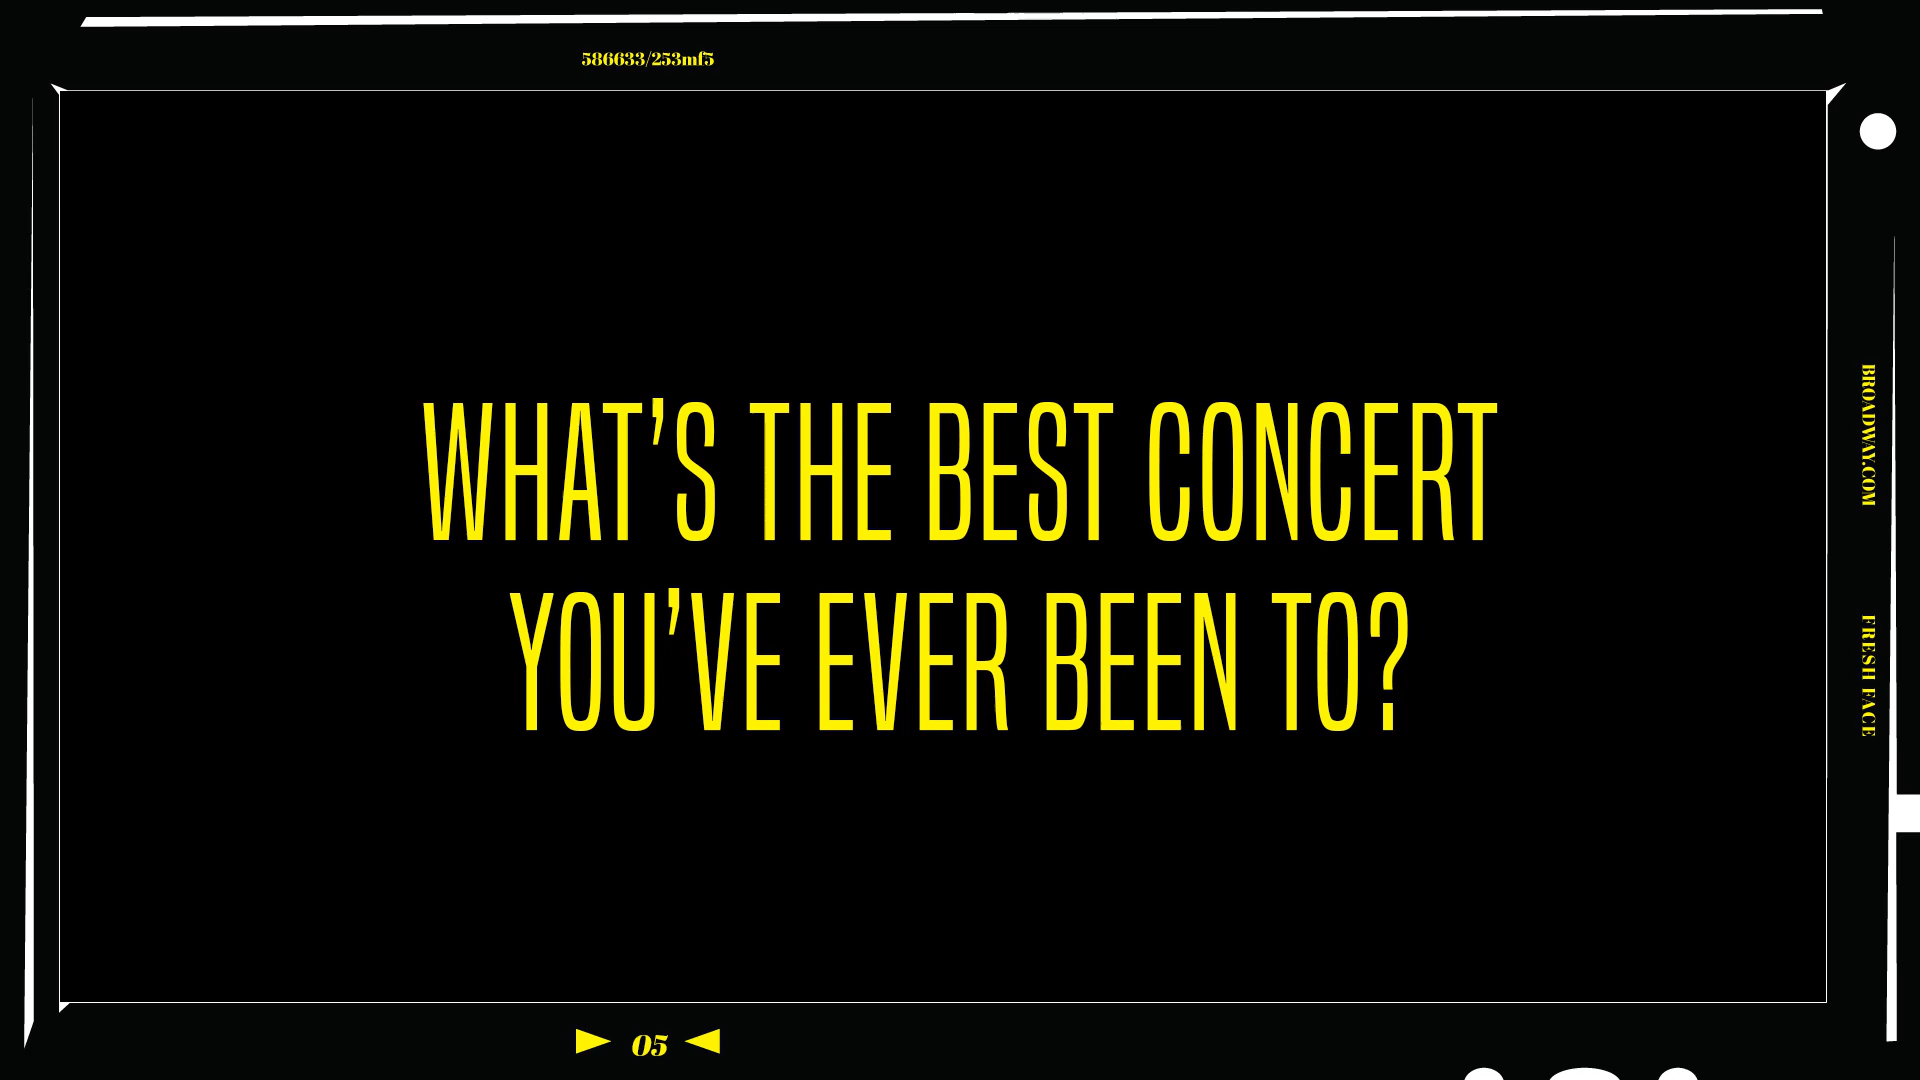 586633/253mf5
WHAT’S THE BEST CONCERT
YOU’VE EVER BEEN TO?
BROADWAY.COM
FRESH FACE
05